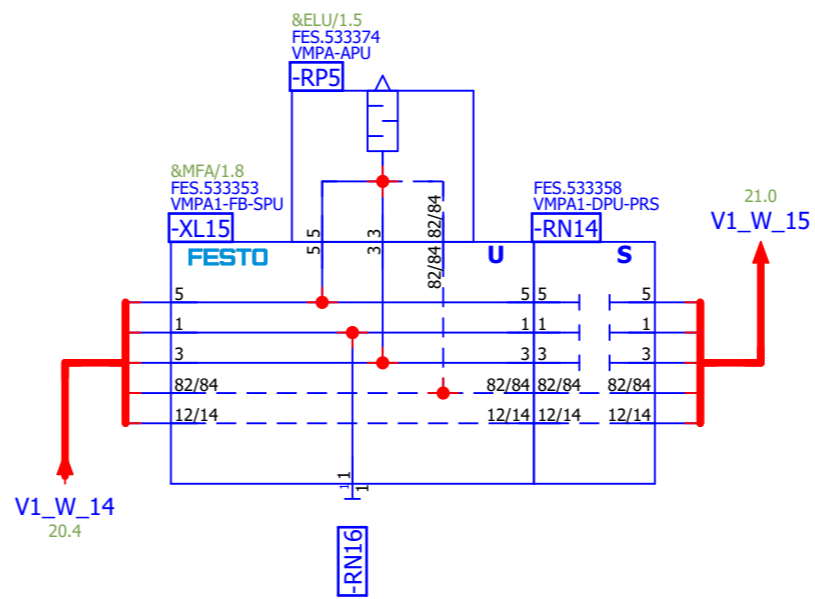 &ELU/1.5
FES.533374
VMPA-APU
-RP5
&MFA/1.8
FES.533353
VMPA1-FB-SPU
-XL15
FES.533358
VMPA1-DPU-PRS
-RN14
21.0
V1_W_15
5 3 82/84
5 3 82/84
FESTO U S
5 5 5 5
1 1 1 1
3 3 3 3
82/84 82/84 82/84 82/84
12/14 12/14 12/14 12/14
1
1 1
V1_W_14
20.4
-RN16